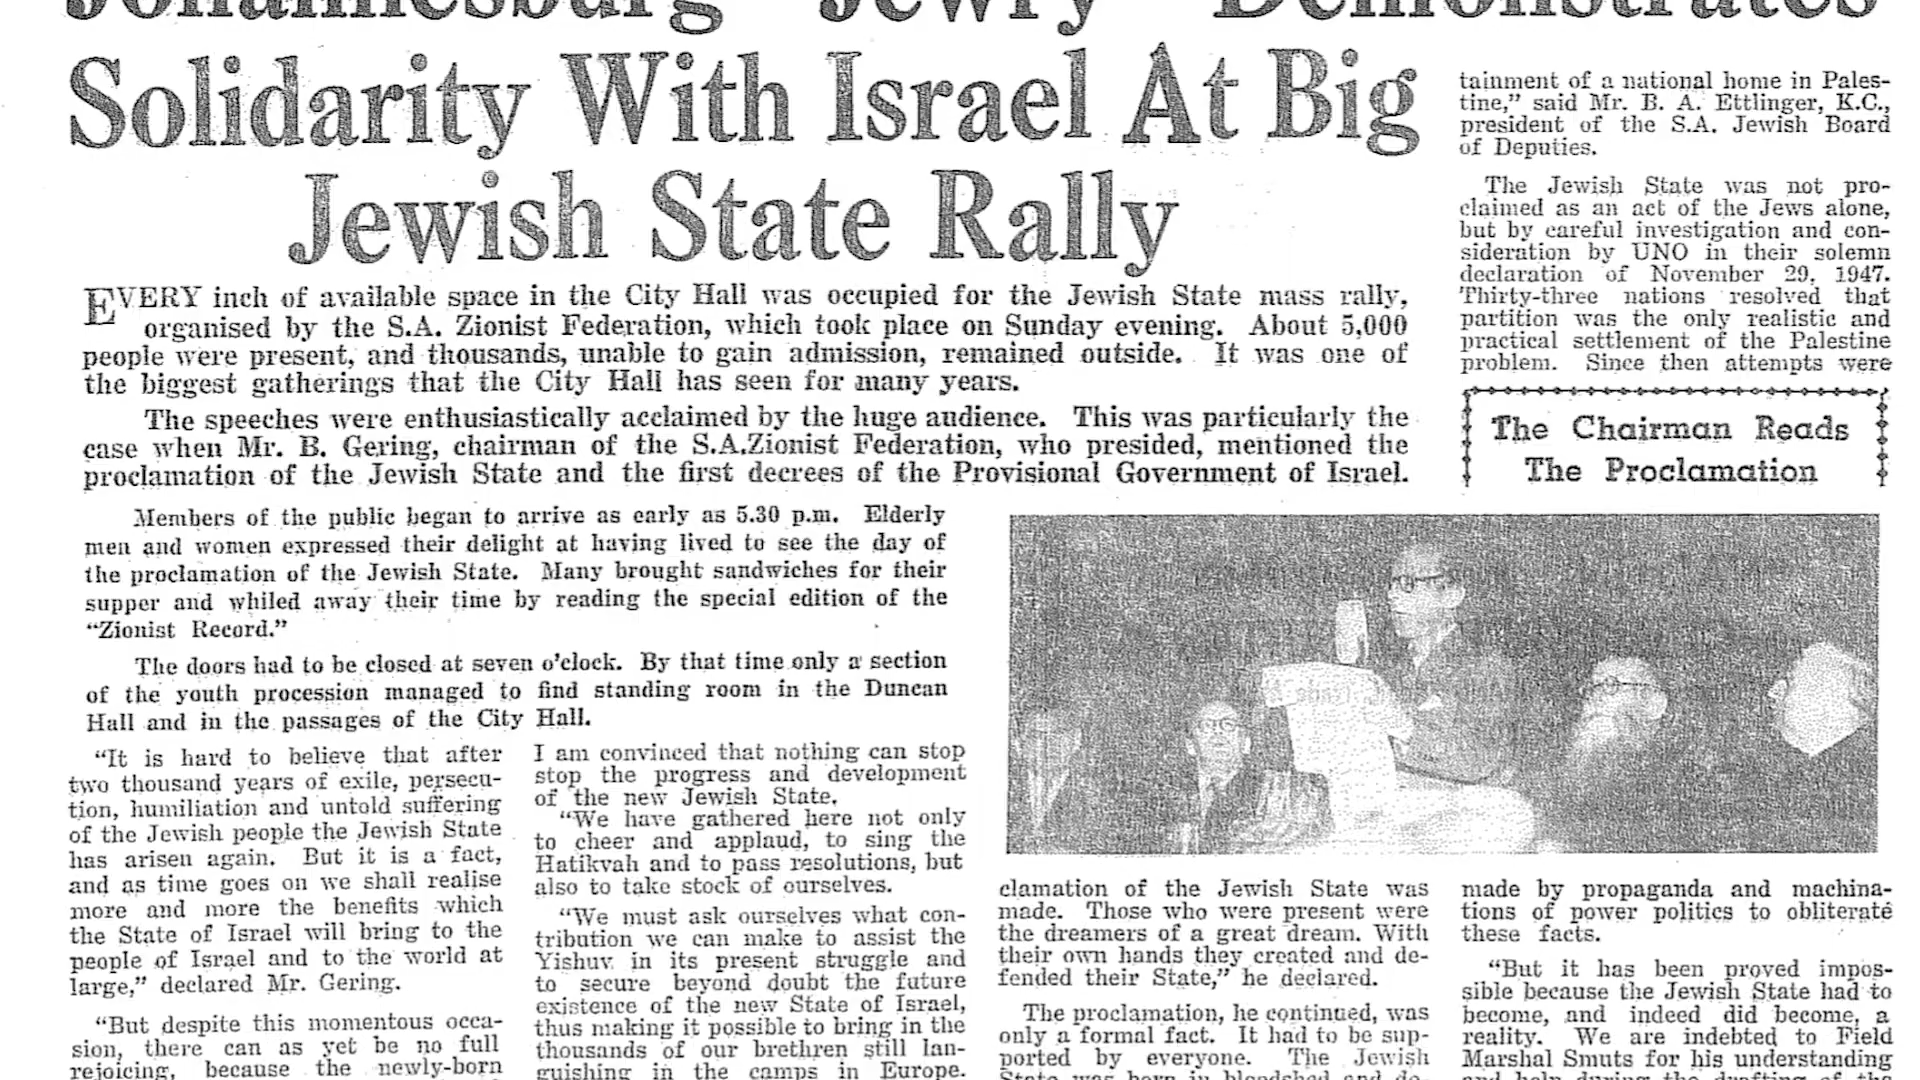 Johannesburg Jewry Demonstrates
Solidarity With Israel At Big
Jewish State Rally
EVERY inch of available space in the City Hall was occupied for the Jewish State mass rally,
organised by the S.A. Zionist Federation, which took place on Sunday evening. About 5,000
people were present, and thousands, unable to gain admission, remained outside. It was one of
the biggest gatherings that the City Hall has seen for many years.
The speeches were enthusiastically acclaimed by the huge audience. This was particularly the
case when Mr. B. Gering, chairman of the S.A.Zionist Federation, who presided, mentioned the
proclamation of the Jewish State and the first decrees of the Provisional Government of Israel.
Members of the public began to arrive as early as 5.30 p.m. Elderly
men and women expressed their delight at having lived to see the day of
the proclamation of the Jewish State. Many brought sandwiches for their
supper and whiled away their time by reading the special edition of the
“Zionist Record.”
The doors had to be closed at seven o’clock. By that time only a section
of the youth procession managed to find standing room in the Duncan
Hall and in the passages of the City Hall.
“It is hard to believe that after
two thousand years of exile, persecu-
tion, humiliation and untold suffering
of the Jewish people the Jewish State
has arisen again. But it is a fact,
and as time goes on we shall realise
more and more the benefits which
the State of Israel will bring to the
people of Israel and to the world at
large,” declared Mr. Gering.
“But despite this momentous occa-
sion, there can as yet be no full
rejoicing, because the newly-born
I am convinced that nothing can stop
stop the progress and development
of the new Jewish State.
“We have gathered here not only
to cheer and applaud, to sing the
Hatikvah and to pass resolutions, but
also to take stock of ourselves.
“We must ask ourselves what con-
tribution we can make to assist the
Yishuv in its present struggle and
to secure beyond doubt the future
existence of the new State of Israel,
thus making it possible to bring in the
thousands of our brethren still lan-
guishing in the camps in Europe.
clamation of the Jewish State was
made. Those who were present were
the dreamers of a great dream. With
their own hands they created and de-
fended their State,” he declared.
The proclamation, he continued, was
only a formal fact. It had to be sup-
ported by everyone. The Jewish
State was born in bloodshed and de-
tainment of a national home in Pales-
tine,” said Mr. B. A. Ettlinger, K.C.,
president of the S.A. Jewish Board
of Deputies.
The Jewish State was not pro-
claimed as an act of the Jews alone,
but by careful investigation and con-
sideration by UNO in their solemn
declaration of November 29, 1947.
Thirty-three nations resolved that
partition was the only realistic and
practical settlement of the Palestine
problem. Since then attempts were
The Chairman Reads
The Proclamation
made by propaganda and machina-
tions of power politics to obliterate
these facts.
“But it has been proved impos-
sible because the Jewish State had to
become, and indeed did become, a
reality. We are indebted to Field
Marshal Smuts for his understanding
and help during the drafting of the